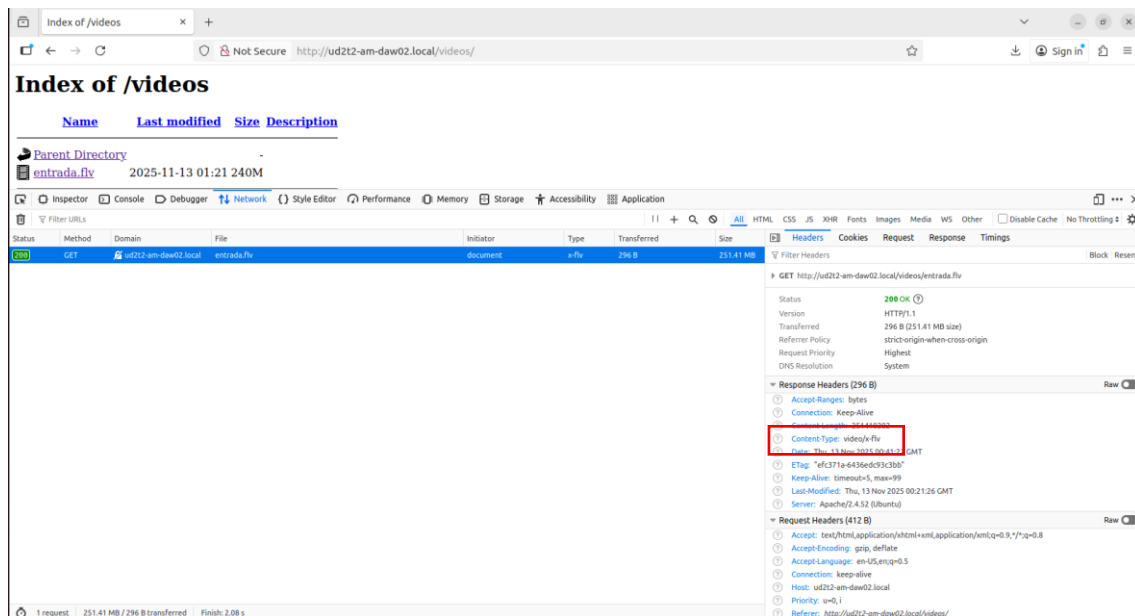 Index of /videos
Not Secure http://ud2t2-am-daw02.local/videos/
Sign in
Index of /videos
Name Last modified Size Description
Parent Directory -
entrada.flv 2025-11-13 01:21 240M
Inspector Console Debugger Network Style Editor Performance Memory Storage Accessibility Application
Filter URLs
All HTML CSS JS XHR Fonts Images Media WS Other Disable Cache No Throttling
Status Method Domain File Initiator Type Transferred Size
200 GET ud2t2-am-daw02.local entrada.flv document x-flv 296 B 251.41 MB
Headers Cookies Request Response Timings
Filter Headers Block Resen
GET http://ud2t2-am-daw02.local/videos/entrada.flv
Status 200 OK
Version HTTP/1.1
Transferred 296 B (251.41 MB size)
Referrer Policy strict-origin-when-cross-origin
Request Priority Highest
DNS Resolution System
Response Headers (296 B) Raw
Accept-Ranges: bytes
Connection: Keep-Alive
Content-Length:
Content-Type: video/x-flv
Date: Thu, 13 Nov 2025 GMT
ETag: "efc371a-6436edc93c3bb"
Keep-Alive: timeout=5, max=99
Last-Modified: Thu, 13 Nov 2025 00:21:26 GMT
Server: Apache/2.4.52 (Ubuntu)
Request Headers (412 B) Raw
Accept: text/html,application/xhtml+xml,application/xml;q=0.9,*/*;q=0.8
Accept-Encoding: gzip, deflate
Accept-Language: en-US,en;q=0.5
Connection: keep-alive
Host: ud2t2-am-daw02.local
Priority: u=0, i
Referer: http://ud2t2-am-daw02.local/videos/
1 request 251.41 MB / 296 B transferred Finish: 2.08 s